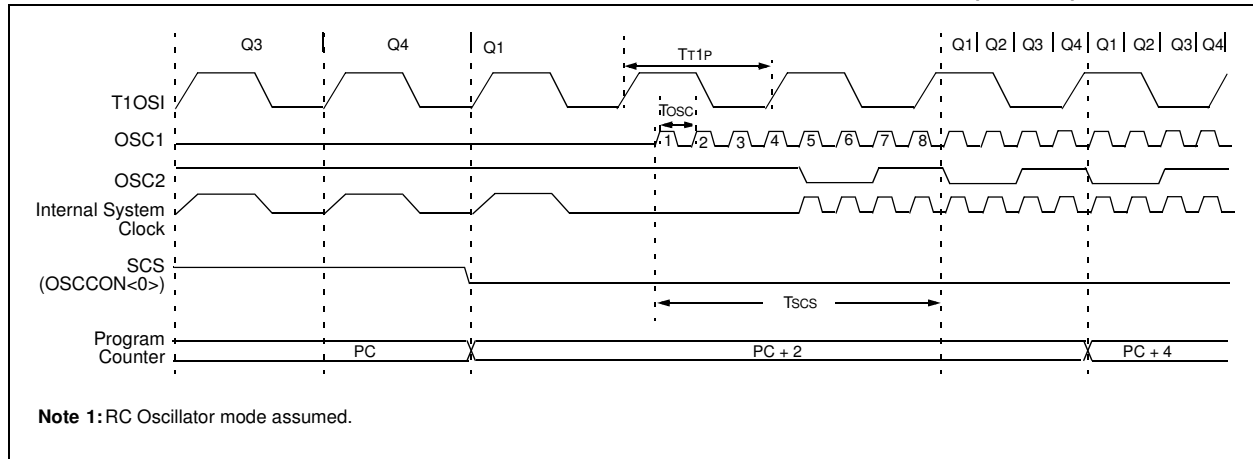 Q3 Q4 Q1 Q1 Q2 Q3 Q4 Q1 Q2 Q3 Q4
TT1P
T1OSI
TOSC
OSC1 1 2 3 4 5 6 7 8
OSC2
Internal System
Clock
SCS
(OSCCON<0>)
TSCS
Program
Counter
PC PC + 2 PC + 4
Note 1: RC Oscillator mode assumed.